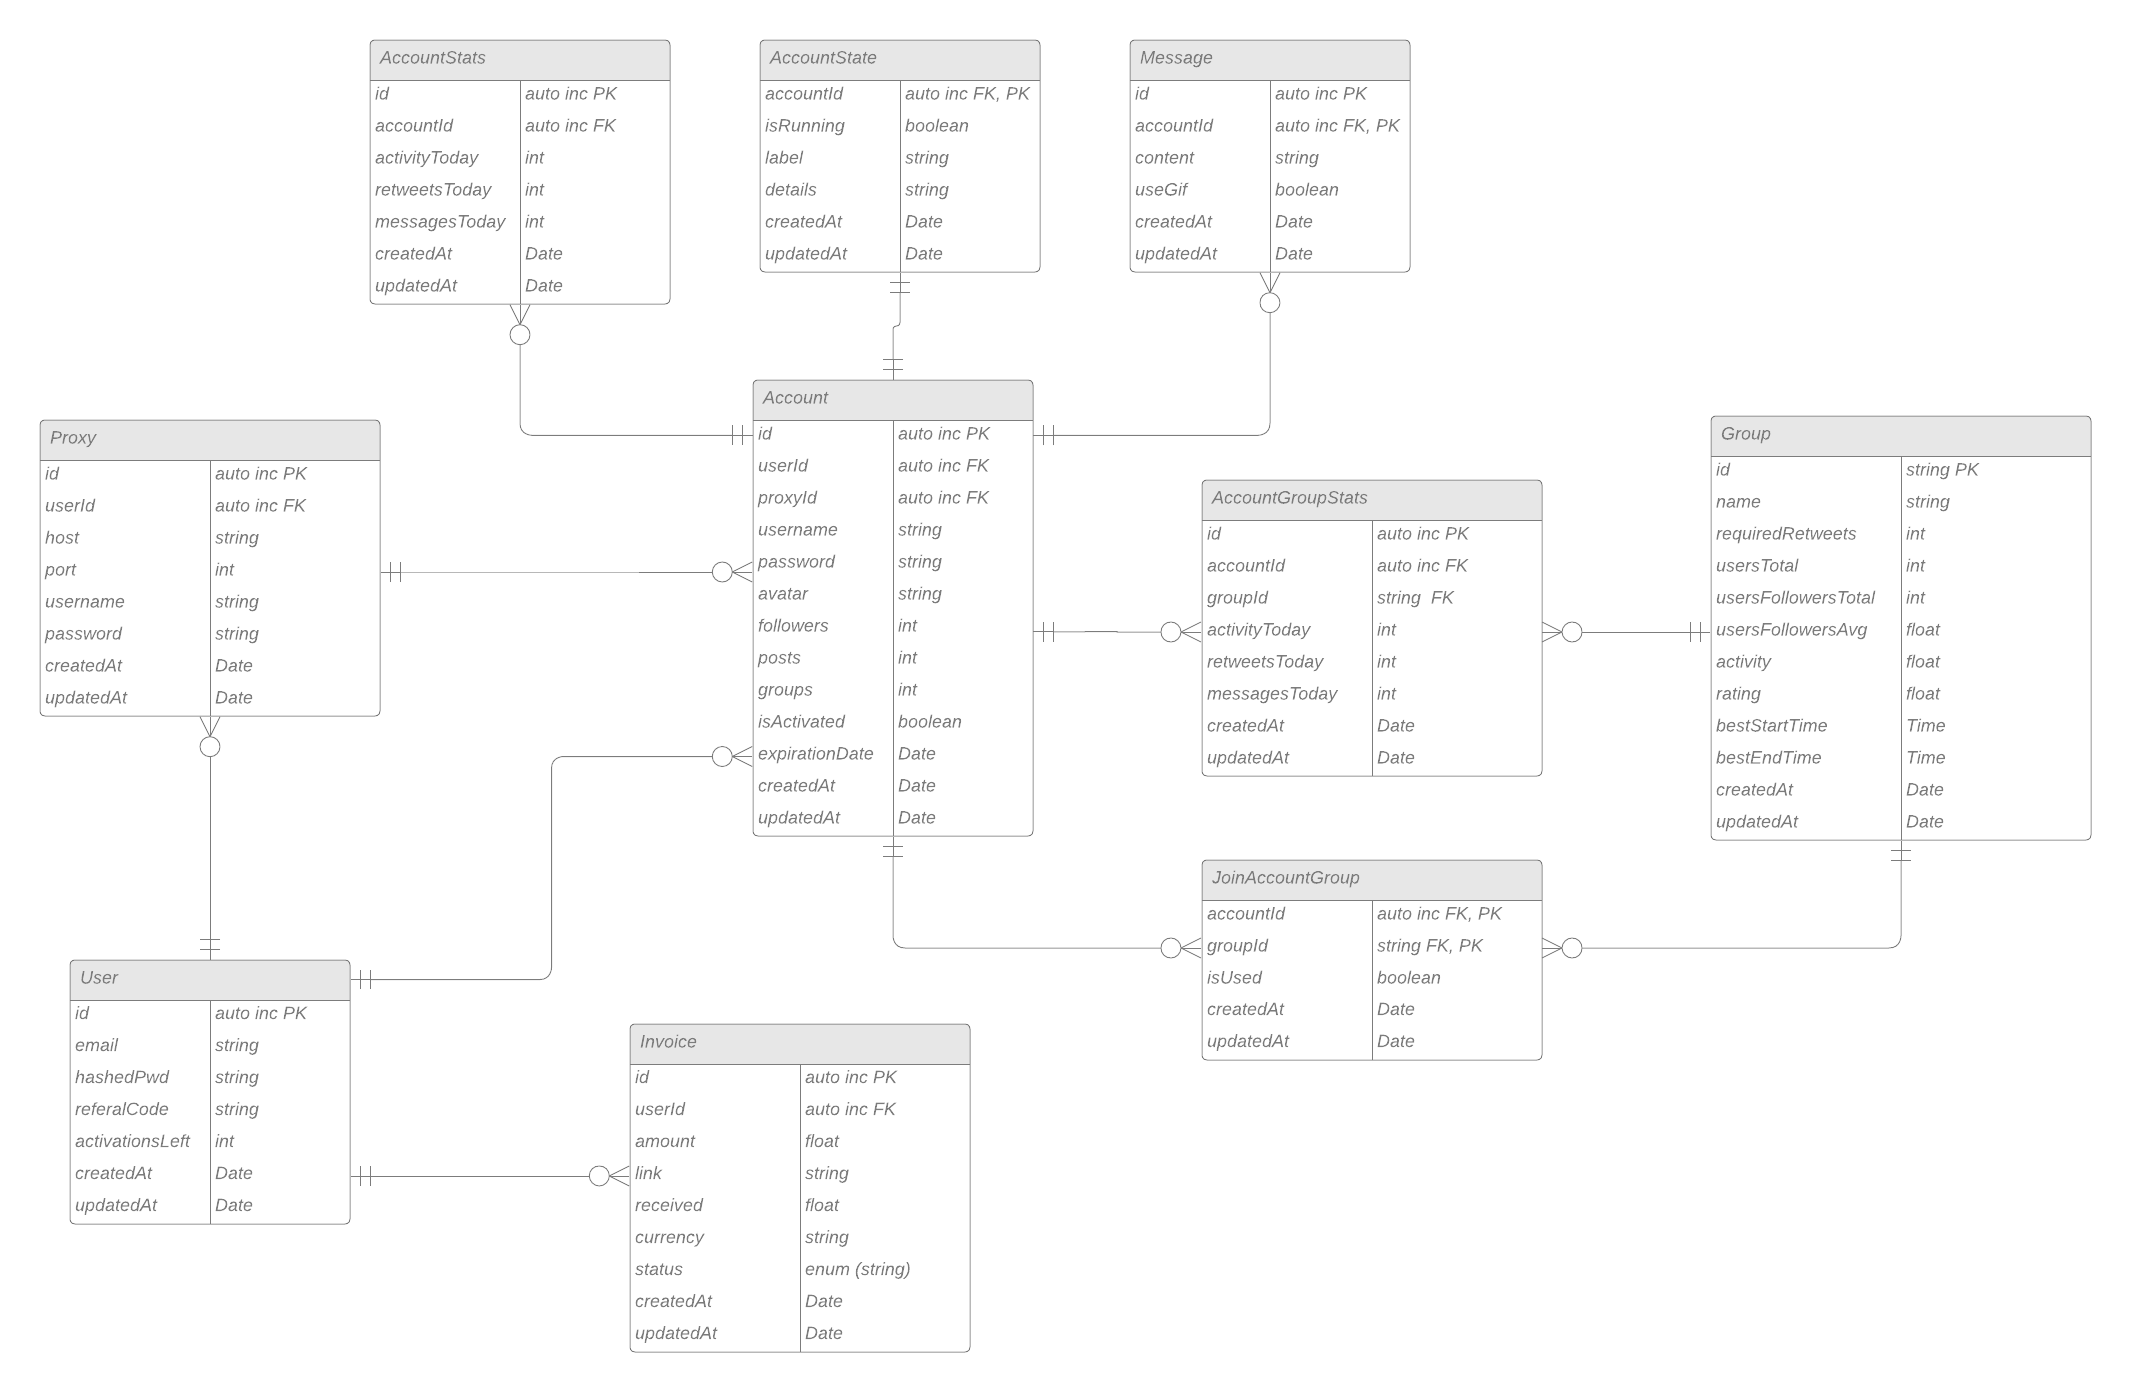 AccountStats
id auto inc PK
accountId auto inc FK
activityToday int
retweetsToday int
messagesToday int
createdAt Date
updatedAt Date
AccountState
accountId auto inc FK, PK
isRunning boolean
label string
details string
createdAt Date
updatedAt Date
Message
id auto inc PK
accountId auto inc FK, PK
content string
useGif boolean
createdAt Date
updatedAt Date
Proxy
id auto inc PK
userId auto inc FK
host string
port int
username string
password string
createdAt Date
updatedAt Date
Account
id auto inc PK
userId auto inc FK
proxyId auto inc FK
username string
password string
avatar string
followers int
posts int
groups int
isActivated boolean
expirationDate Date
createdAt Date
updatedAt Date
AccountGroupStats
id auto inc PK
accountId auto inc FK
groupId string FK
activityToday int
retweetsToday int
messagesToday int
createdAt Date
updatedAt Date
Group
id string PK
name string
requiredRetweets int
usersTotal int
usersFollowersTotal int
usersFollowersAvg float
activity float
rating float
bestStartTime Time
bestEndTime Time
createdAt Date
updatedAt Date
JoinAccountGroup
accountId auto inc FK, PK
groupId string FK, PK
isUsed boolean
createdAt Date
updatedAt Date
User
id auto inc PK
email string
hashedPwd string
referalCode string
activationsLeft int
createdAt Date
updatedAt Date
Invoice
id auto inc PK
userId auto inc FK
amount float
link string
received float
currency string
status enum (string)
createdAt Date
updatedAt Date